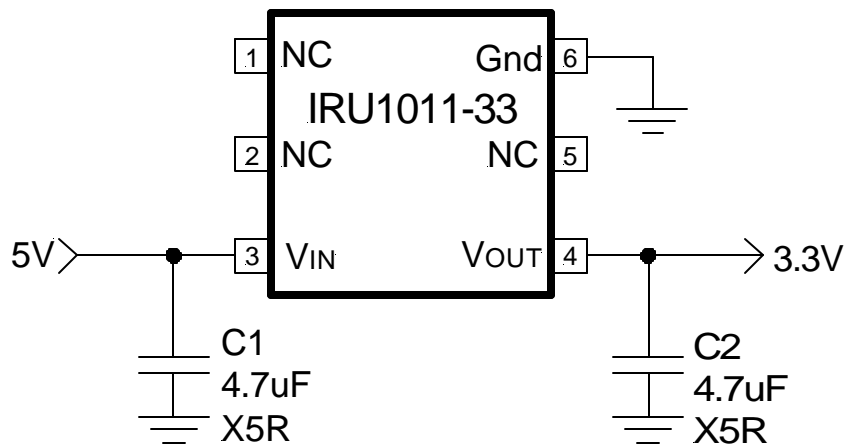 1 NC Gnd 6
IRU1011-33
2 NC NC 5
5V 3 VIN VOUT 4 3.3V
C1
4.7uF
X5R
C2
4.7uF
X5R